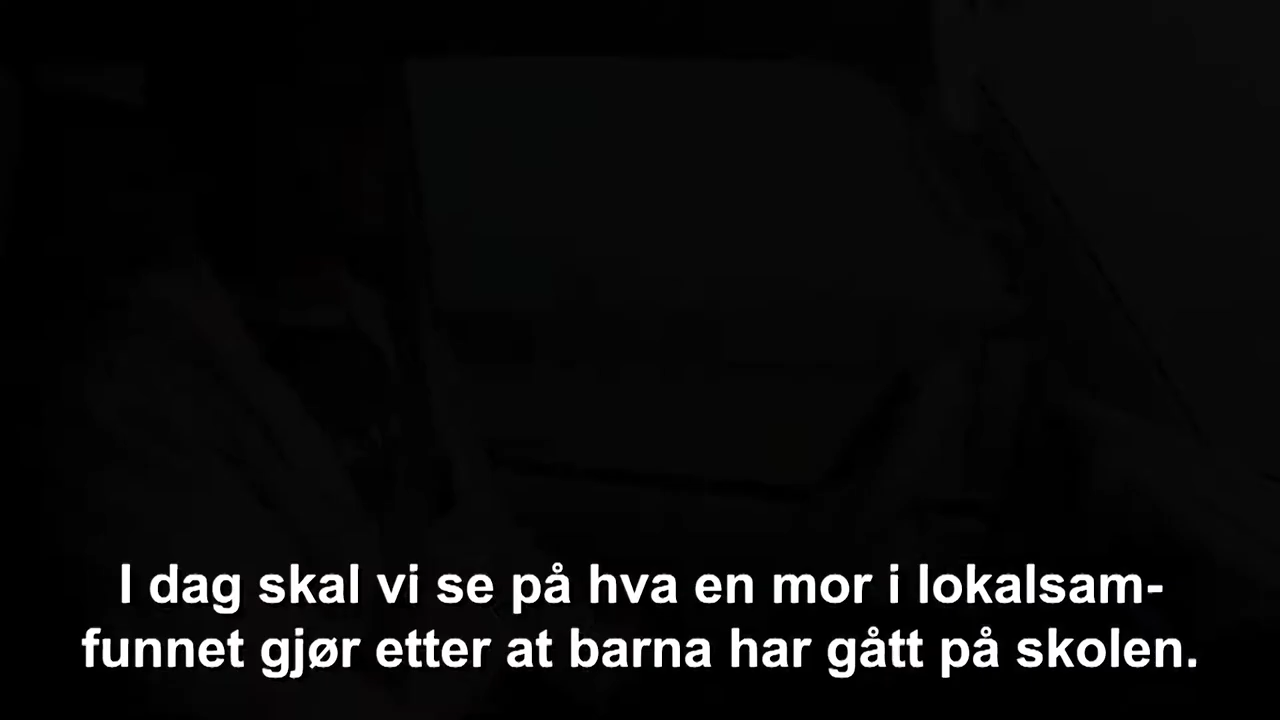 I dag skal vi se på hva en mor i lokalsam-
funnet gjør etter at barna har gått på skolen.